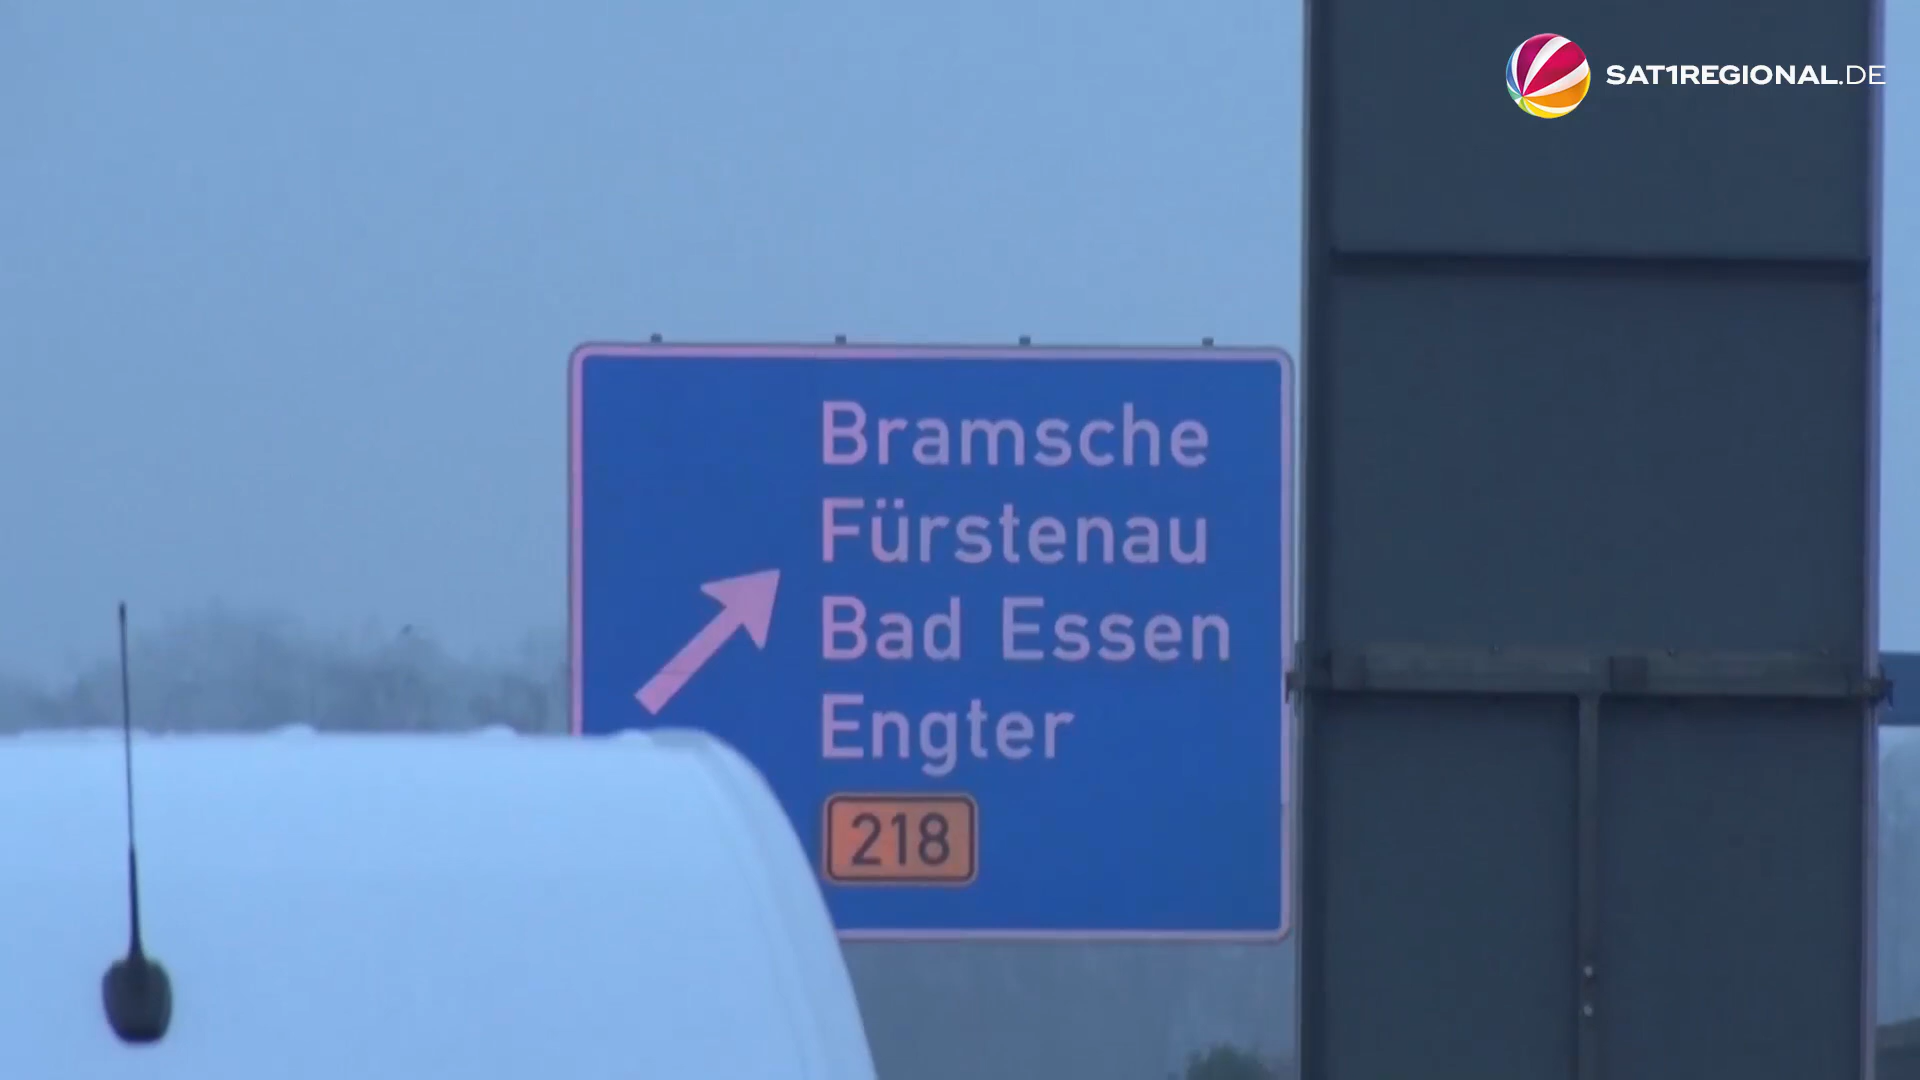 SAT1REGIONAL.DE
Bramsche
Fürstenau
Bad Essen
Engter
218